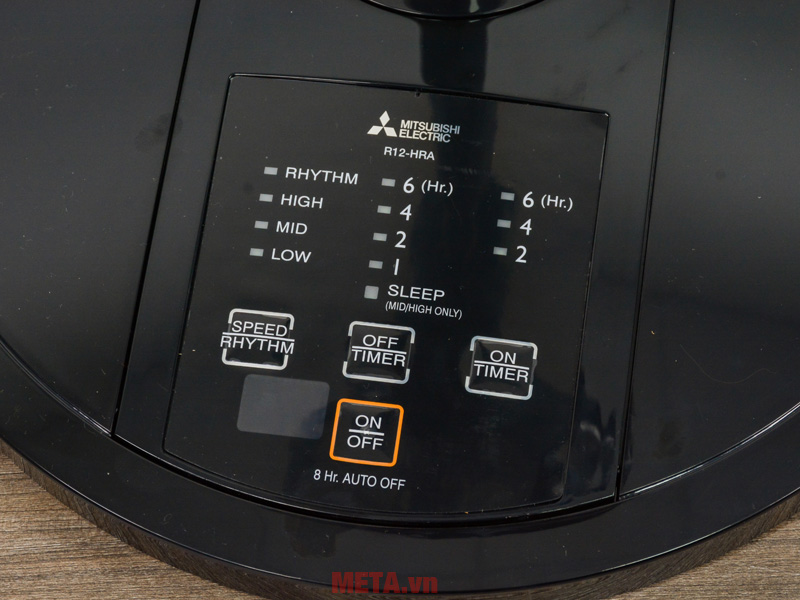 MITSUBISHI
ELECTRIC
R12-HRA
RHYTHM
HIGH
MID
LOW
6 (Hr.)
4
2
1
SLEEP
(MID/HIGH ONLY)
6 (Hr.)
4
2
SPEED
RHYTHM
OFF
TIMER
ON
TIMER
ON
OFF
8 Hr. AUTO OFF
META.vn